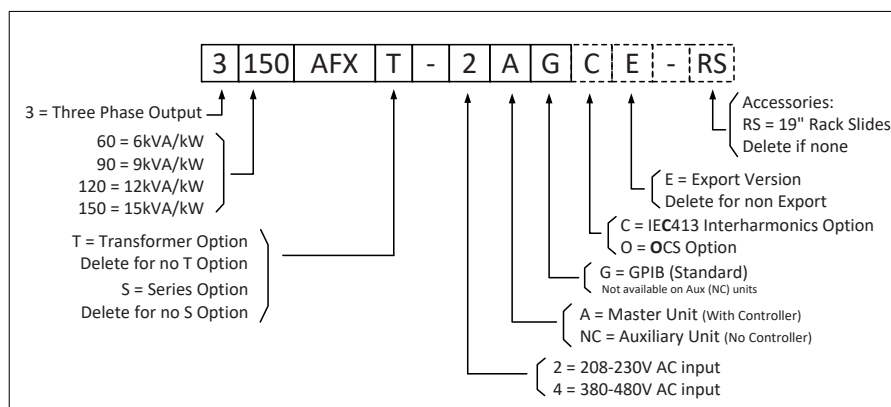 3 150 AFX T - 2 A G C E - RS
3 = Three Phase Output
60 = 6kVA/kW
90 = 9kVA/kW
120 = 12kVA/kW
150 = 15kVA/kW
T = Transformer Option
Delete for no T Option
S = Series Option
Delete for no S Option
Accessories:
RS = 19" Rack Slides
Delete if none
E = Export Version
Delete for non Export
C = IEC413 Interharmonics Option
O = OCS Option
G = GPIB (Standard)
Not available on Aux (NC) units
A = Master Unit (With Controller)
NC = Auxiliary Unit (No Controller)
2 = 208-230V AC input
4 = 380-480V AC input